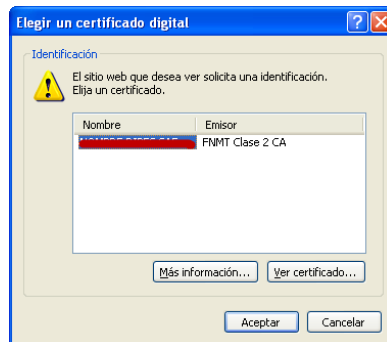 Elegir un certificado digital
Identificación
El sitio web que desea ver solicita una identificación.
Elija un certificado.
Nombre Emisor
FNMT Clase 2 CA
Más información... Ver certificado...
Aceptar Cancelar